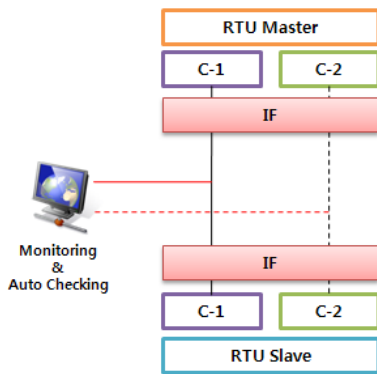 RTU Master
C-1
C-2
IF
Monitoring
&
Auto Checking
IF
C-1
C-2
RTU Slave